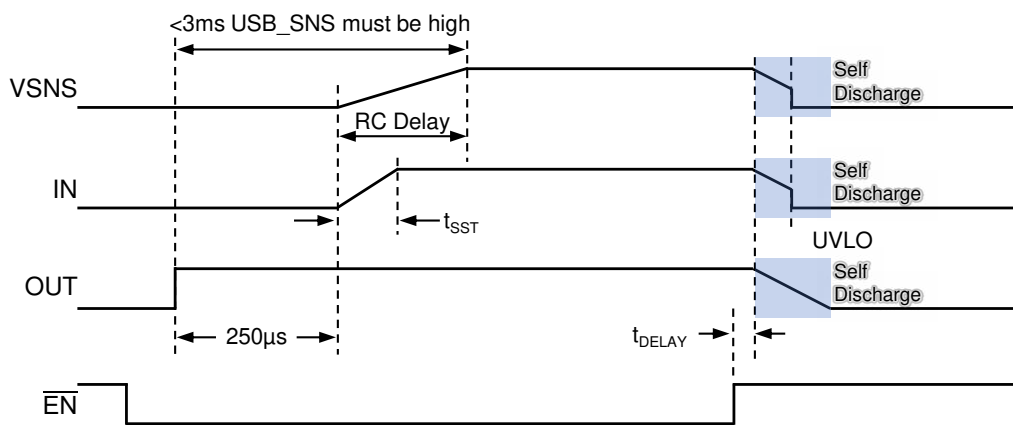 <3ms USB_SNS must be high
VSNS
Self
Discharge
RC Delay
IN
Self
Discharge
tSST
UVLO
OUT
Self
Discharge
250µs
tDELAY
EN